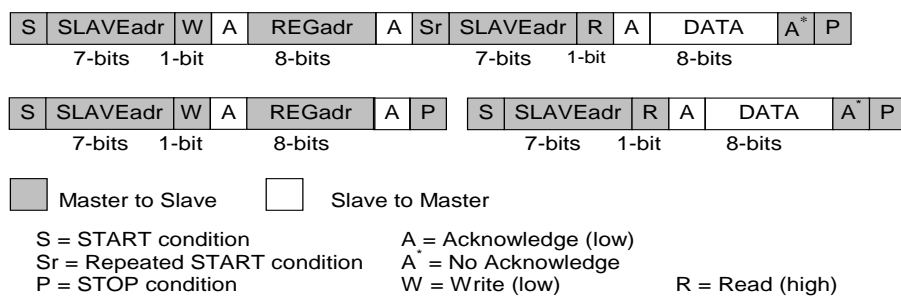 S SLAVEadr W A REGadr A Sr SLAVEadr R A DATA A* P
7-bits 1-bit 8-bits 7-bits 1-bit 8-bits
S SLAVEadr W A REGadr A P S SLAVEadr R A DATA A* P
7-bits 1-bit 8-bits 7-bits 1-bit 8-bits
Master to Slave Slave to Master
S = START condition A = Acknowledge (low)
Sr = Repeated START condition A* = No Acknowledge
P = STOP condition W = Write (low) R = Read (high)